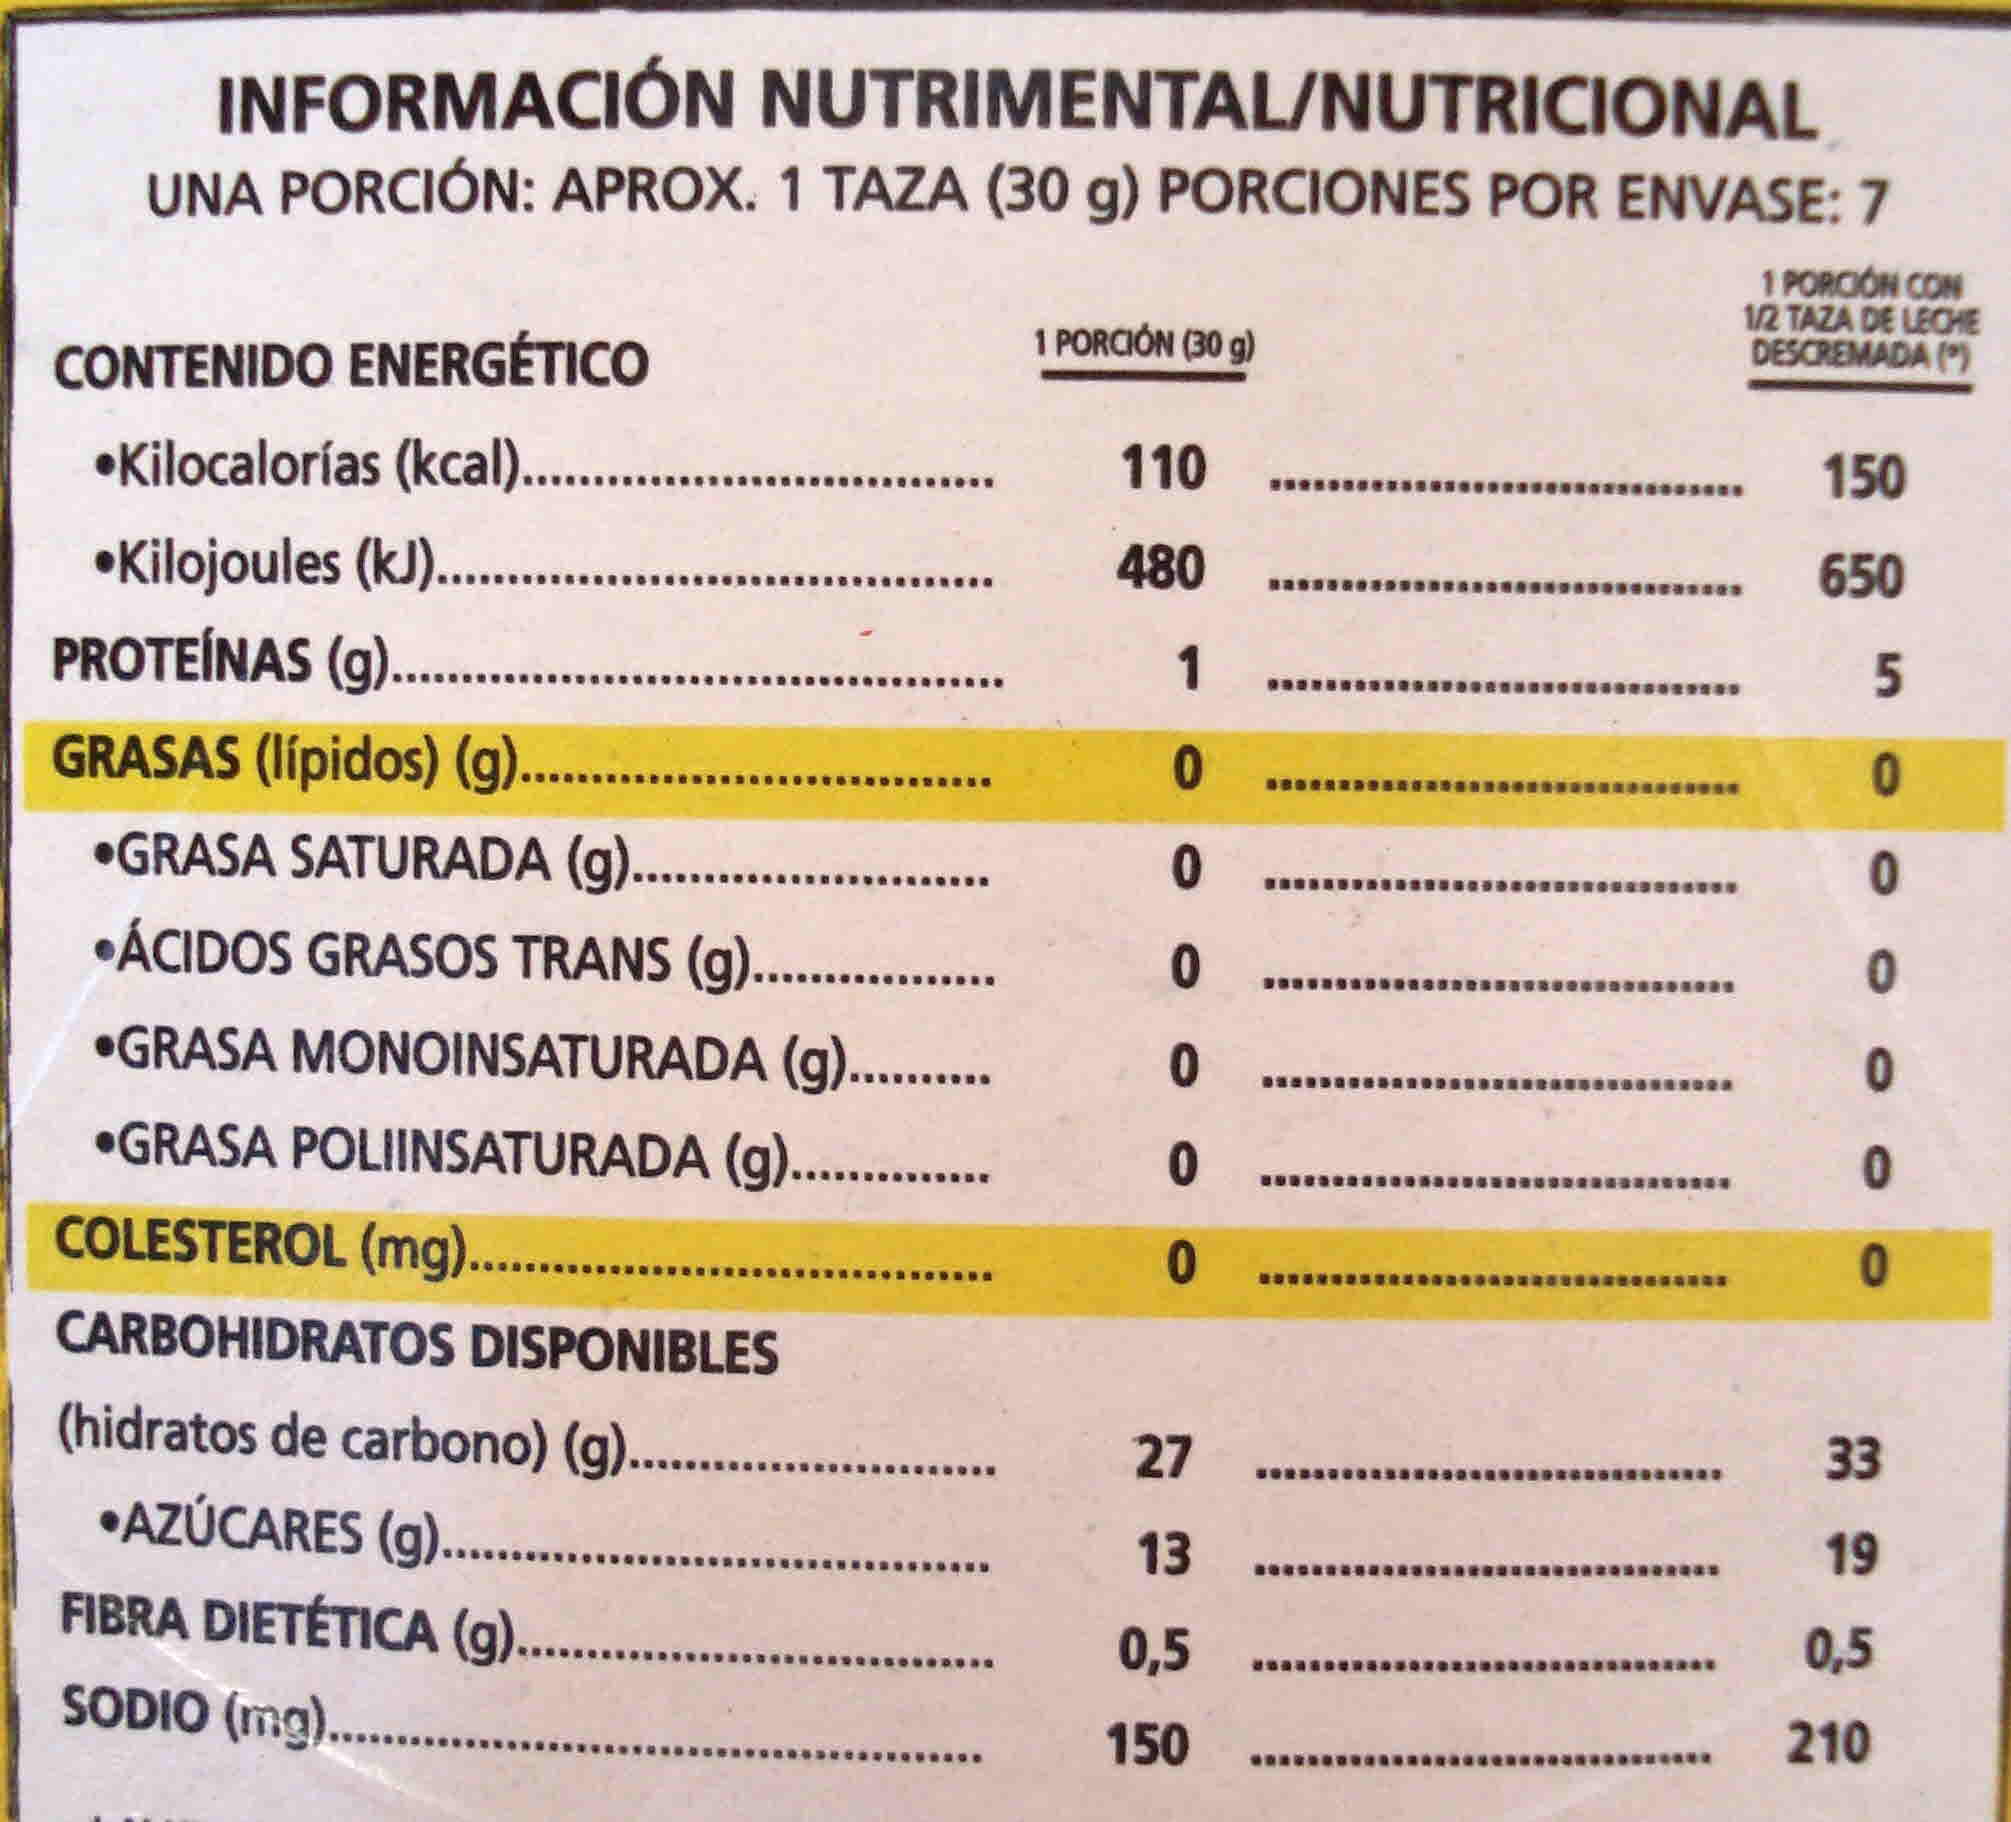 INFORMACIÓN NUTRIMENTAL/NUTRICIONAL
UNA PORCIÓN: APROX. 1 TAZA (30 g) PORCIONES POR ENVASE: 7
1 PORCIÓN CON
1/2 TAZA DE LECHE
DESCREMADA (*)
CONTENIDO ENERGÉTICO 1 PORCIÓN (30 g)
•Kilocalorías (kcal)................................. 110 ................................. 150
•Kilojoules (kJ)....................................... 480 ................................. 650
PROTEÍNAS (g)........................................... 1 ................................. 5
GRASAS (lípidos) (g)................................. 0 ................................. 0
•GRASA SATURADA (g)......................... 0 ................................. 0
•ÁCIDOS GRASOS TRANS (g)................. 0 ................................. 0
•GRASA MONOINSATURADA (g).......... 0 ................................. 0
•GRASA POLIINSATURADA (g).............. 0 ................................. 0
COLESTEROL (mg)..................................... 0 ................................. 0
CARBOHIDRATOS DISPONIBLES
(hidratos de carbono) (g).......................... 27 ................................. 33
•AZÚCARES (g)...................................... 13 ................................. 19
FIBRA DIETÉTICA (g)................................. 0,5 ................................. 0,5
SODIO (mg).............................................. 150 ................................. 210